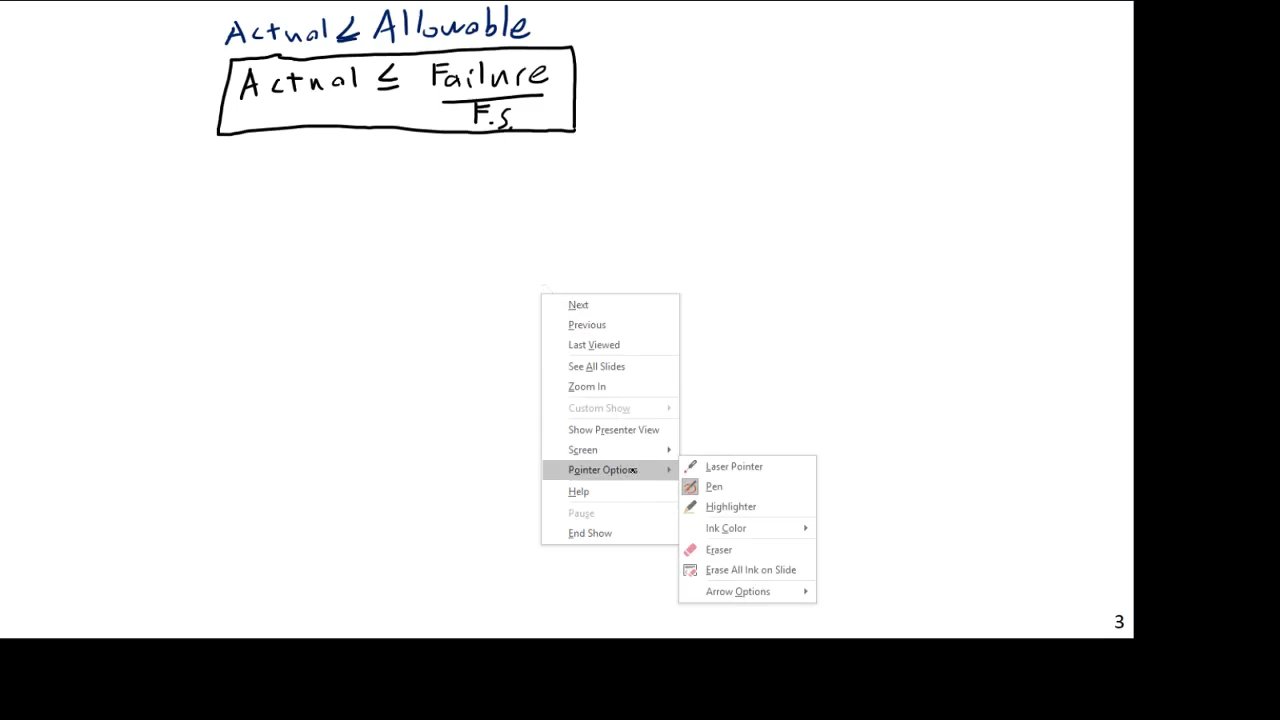 Actual ≤ Allowable
Actual ≤ Failure
F.S.
Next
Previous
Last Viewed
See All Slides
Zoom In
Custom Show
Show Presenter View
Screen
Pointer Options
Help
Pause
End Show
Laser Pointer
Pen
Highlighter
Ink Color
Eraser
Erase All Ink on Slide
Arrow Options
3